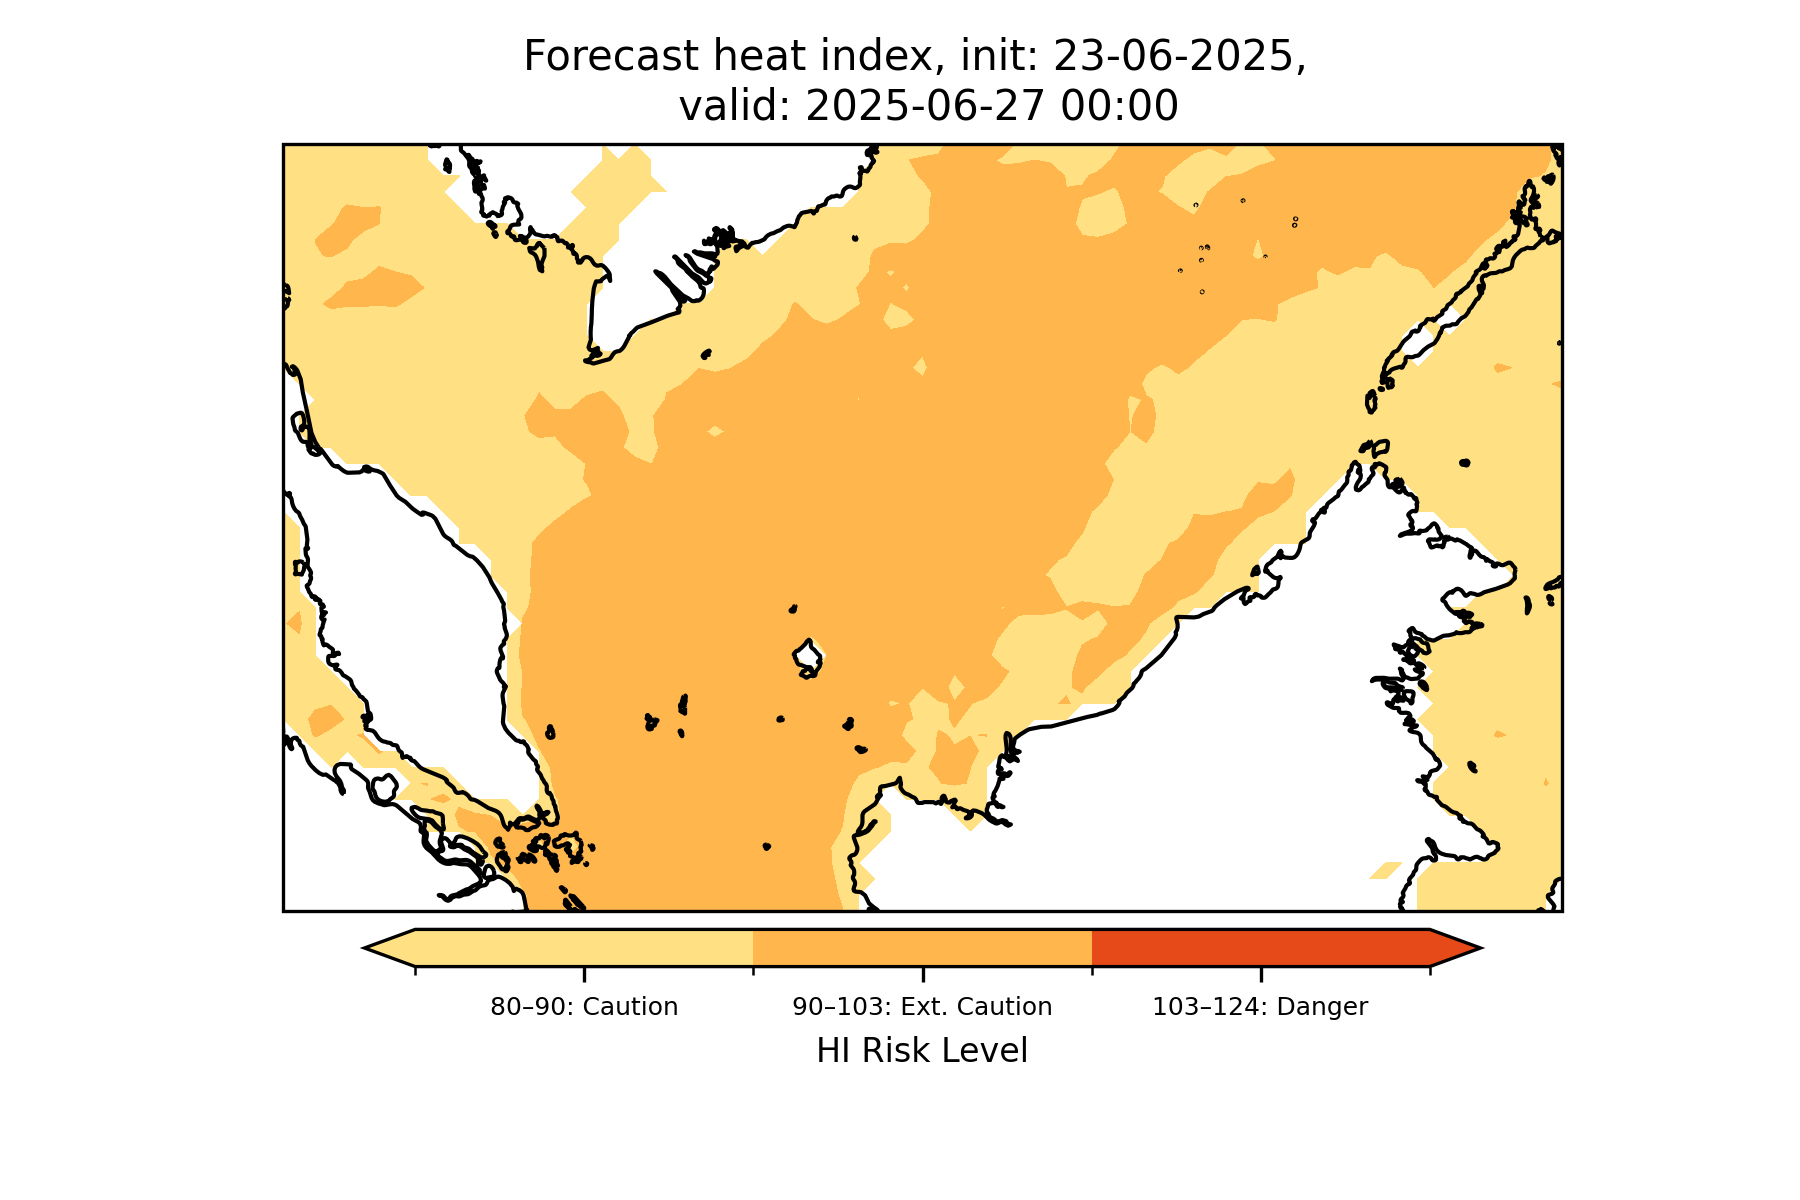 Forecast heat index, init: 23-06-2025,
valid: 2025-06-27 00:00
80–90: Caution
90–103: Ext. Caution
103–124: Danger
HI Risk Level